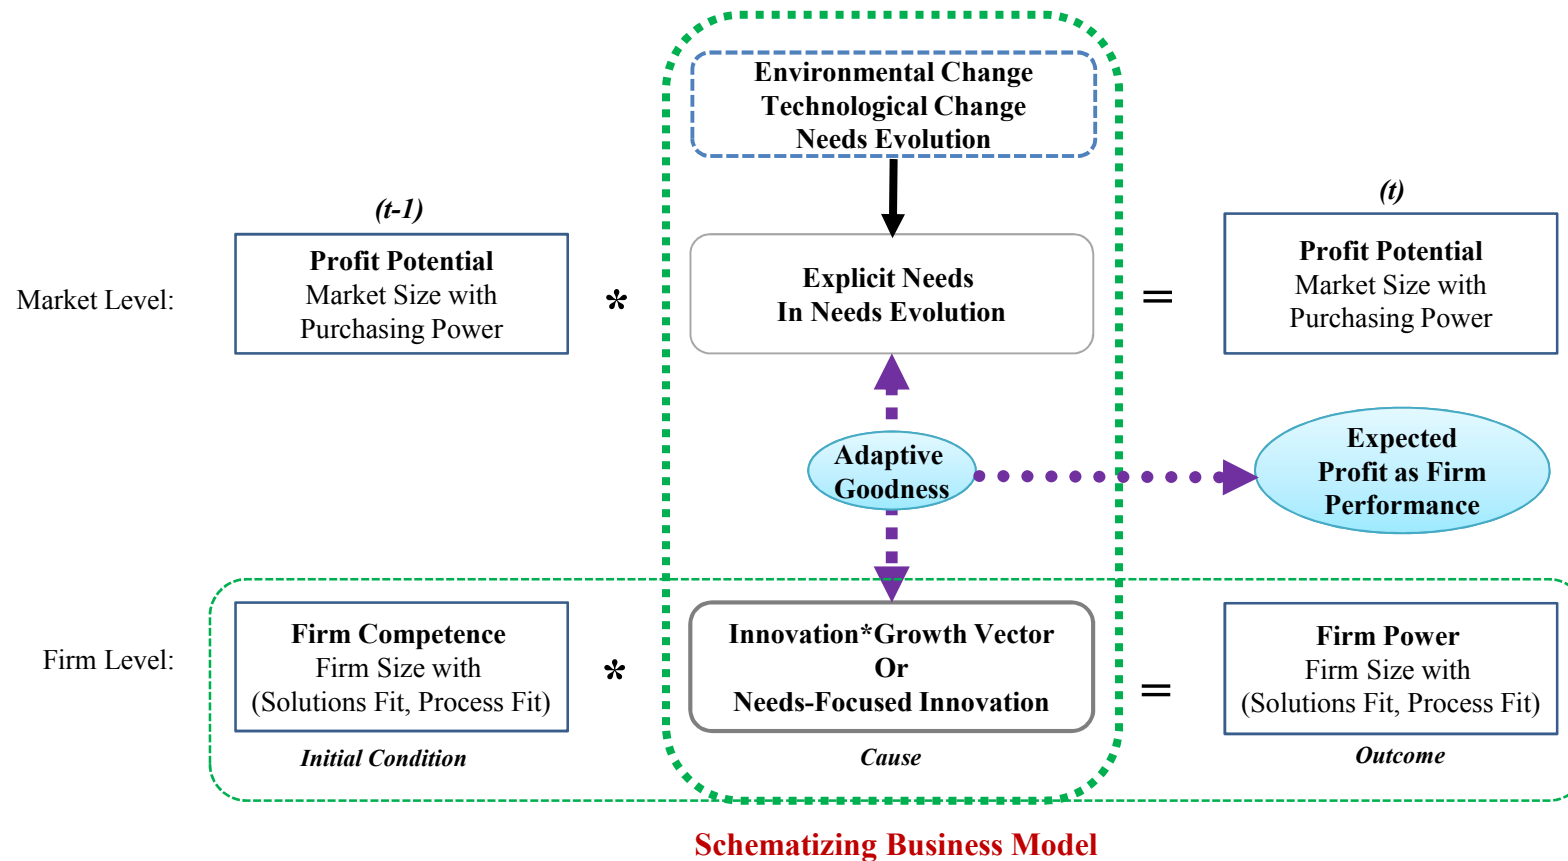 Environmental Change
Technological Change
Needs Evolution
(t-1)
(t)
Market Level:
Profit Potential
Market Size with
Purchasing Power
*
Explicit Needs
In Needs Evolution
=
Profit Potential
Market Size with
Purchasing Power
Adaptive
Goodness
Expected
Profit as Firm
Performance
Firm Level:
Firm Competence
Firm Size with
(Solutions Fit, Process Fit)
*
Innovation*Growth Vector
Or
Needs-Focused Innovation
=
Firm Power
Firm Size with
(Solutions Fit, Process Fit)
Initial Condition
Cause
Outcome
Schematizing Business Model